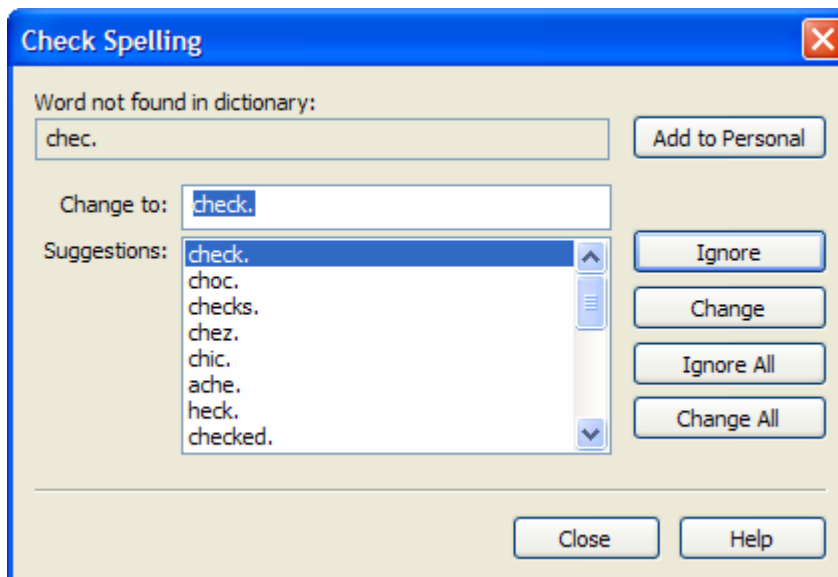 Check Spelling
Word not found in dictionary:
chec.
Add to Personal
Change to:
check.
Suggestions:
check.
choc.
checks.
chez.
chic.
ache.
heck.
checked.
Ignore
Change
Ignore All
Change All
Close
Help